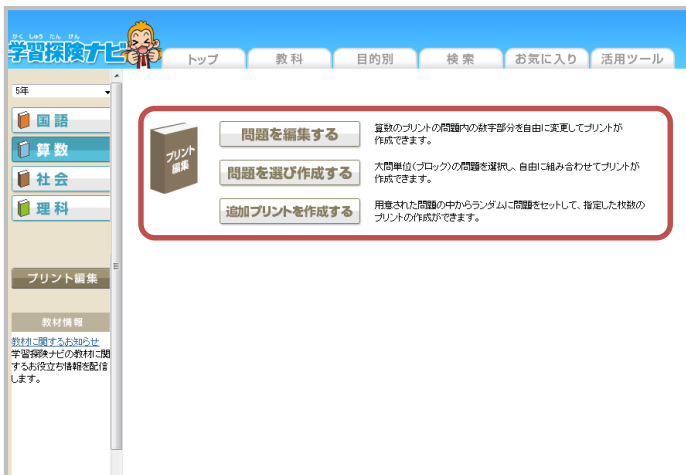 がく しゅう たん けん
学習探険ナビ
トップ
教科
目的別
検索
お気に入り
活用ツール
5年
国語
算数
社会
理科
プリント編集
教材情報
教材に関するお知らせ
学習探険ナビの教材に関
するお役立ち情報を配信
します。
プリント
編集
問題を編集する
算数のプリントの問題内の数字部分を自由に変更してプリントが
作成できます。
問題を選び作成する
大問単位(ブロック)の問題を選択し、自由に組み合わせてプリントが
作成できます。
追加プリントを作成する
用意された問題の中からランダムに問題をセットして、指定した枚数の
プリントの作成ができます。